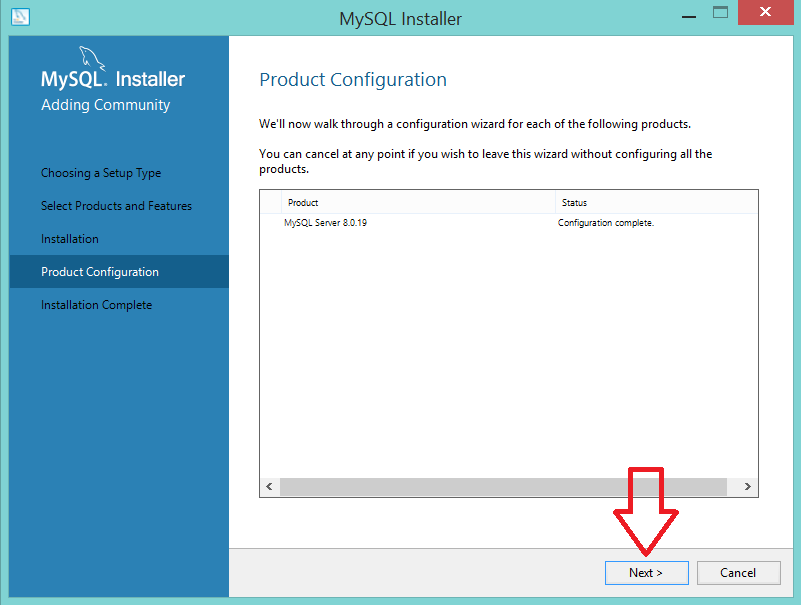 MySQL Installer
MySQL. Installer
Adding Community
Choosing a Setup Type
Select Products and Features
Installation
Product Configuration
Installation Complete
Product Configuration
We'll now walk through a configuration wizard for each of the following products.
You can cancel at any point if you wish to leave this wizard without configuring all the
products.
Product Status
MySQL Server 8.0.19 Configuration complete.
Next >
Cancel